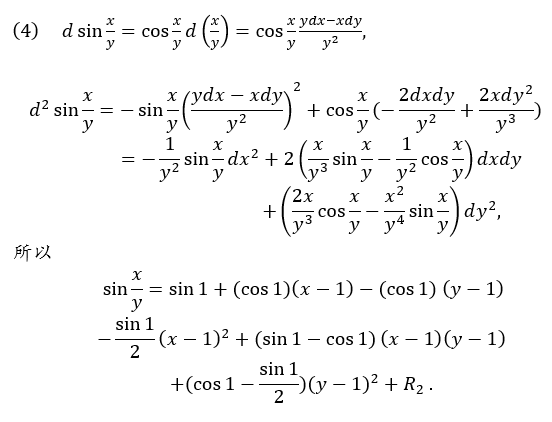 (4) d sin x/y = cos x/y d (x/y) = cos x/y ydx−xdy/y²,
d² sin x/y = − sin x/y (ydx − xdy/y²)² + cos x/y (− 2dxdy/y² + 2xdy²/y³)
= − 1/y² sin x/y dx² + 2 (x/y³ sin x/y − 1/y² cos x/y) dxdy
+ (2x/y³ cos x/y − x²/y⁴ sin x/y) dy²,
所以
sin x/y = sin 1 + (cos 1)(x − 1) − (cos 1) (y − 1)
− sin 1/2 (x − 1)² + (sin 1 − cos 1) (x − 1)(y − 1)
+(cos 1 − sin 1/2)(y − 1)² + R₂ .